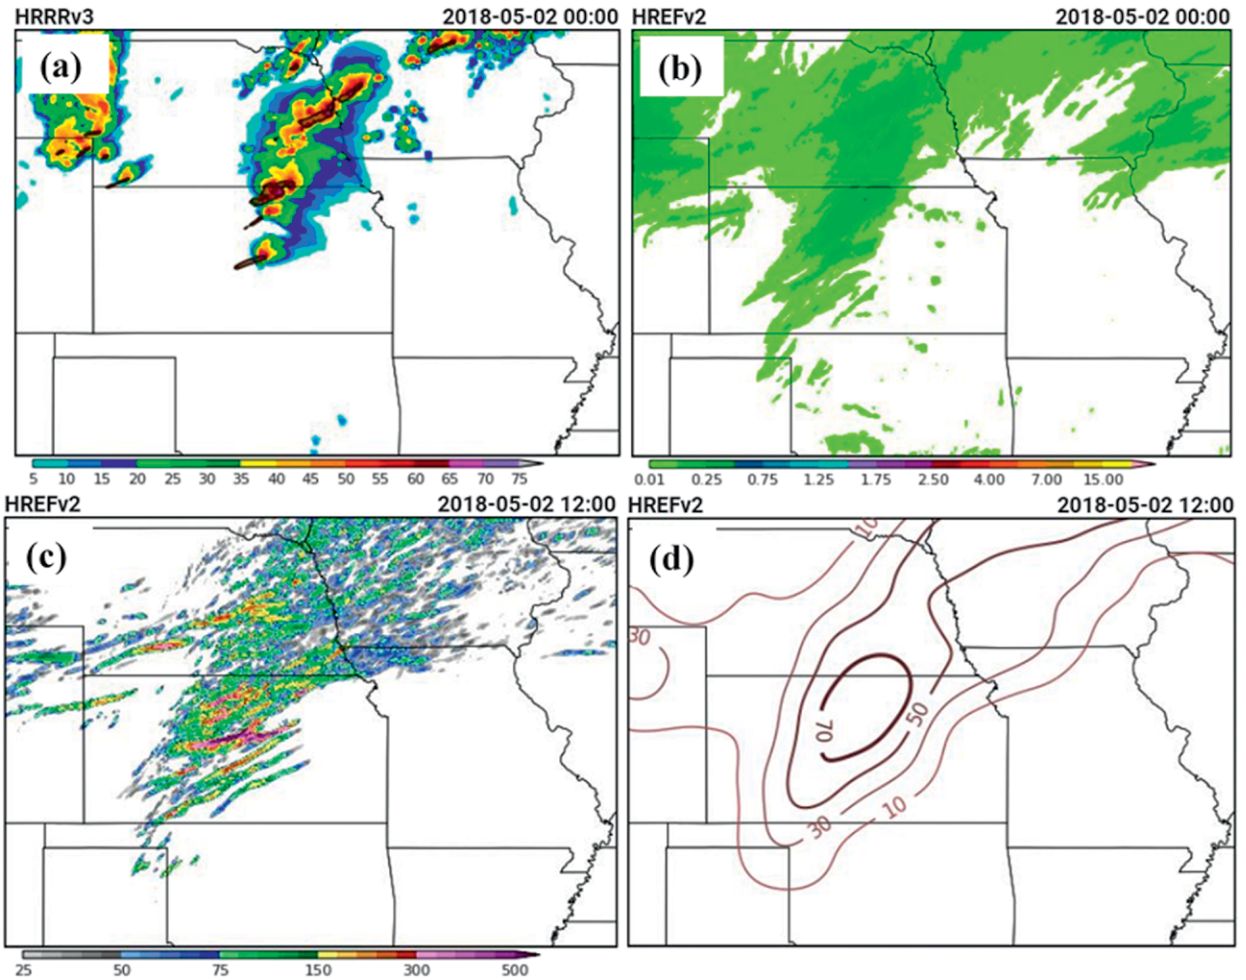 HRRRv3 2018-05-02 00:00
HREFv2 2018-05-02 00:00
(a)
(b)
5 10 15 20 25 30 35 40 45 50 55 60 65 70 75
0.01 0.25 0.75 1.25 1.75 2.50 4.00 7.00 15.00
HREFv2 2018-05-02 12:00
HREFv2 2018-05-02 12:00
(c)
(d)
10
30
70
50
30
10
25 50 75 150 300 500